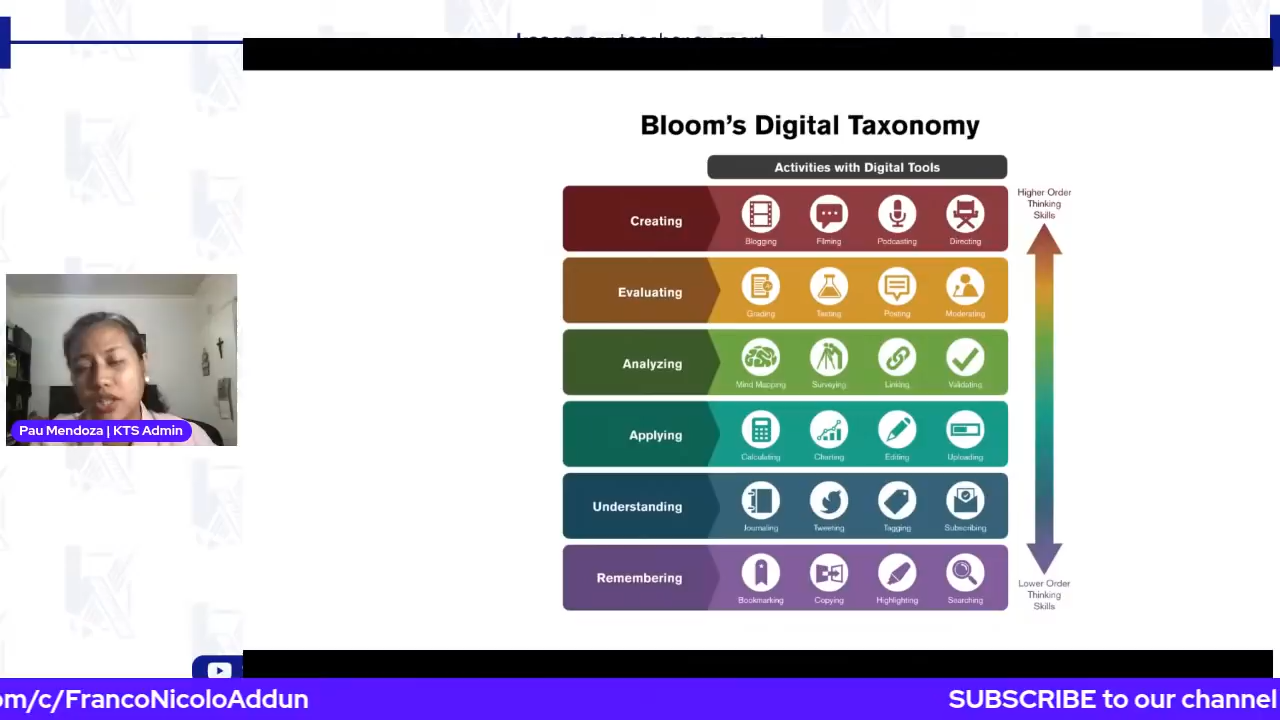 Bloom's Digital Taxonomy
Activities with Digital Tools
Creating
Blogging
Filming
Podcasting
Directing
Higher Order
Thinking
Skills
Evaluating
Grading
Testing
Posting
Moderating
Analyzing
Mind Mapping
Surveying
Linking
Validating
Applying
Calculating
Charting
Editing
Uploading
Understanding
Journaling
Tweeting
Tagging
Subscribing
Remembering
Bookmarking
Copying
Highlighting
Searching
Lower Order
Thinking
Skills
Pau Mendoza | KTS Admin
om/c/FrancoNicoloAddun
SUBSCRIBE to our channel